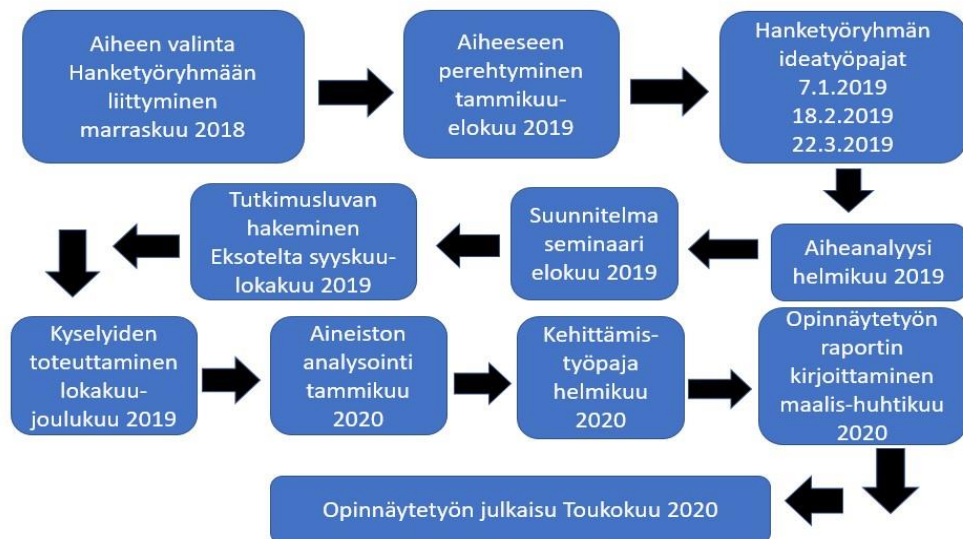 Aiheen valinta
Hanketyöryhmään
liittyminen
marraskuu 2018
Aiheeseen
perehtyminen
tammikuu-
elokuu 2019
Hanketyöryhmän
ideatyöpajat
7.1.2019
18.2.2019
22.3.2019
Aiheanalyysi
helmikuu 2019
Suunnitelma
seminaari
elokuu 2019
Tutkimusluvan
hakeminen
Eksotelta syyskuu-
lokakuu 2019
Kyselyiden
toteuttaminen
lokakuu-
joulukuu 2019
Aineiston
analysointi
tammikuu
2020
Kehittämis-
työpaja
helmikuu
2020
Opinnäytetyön
raportin
kirjoittaminen
maalis-huhtikuu
2020
Opinnäytetyön julkaisu Toukokuu 2020